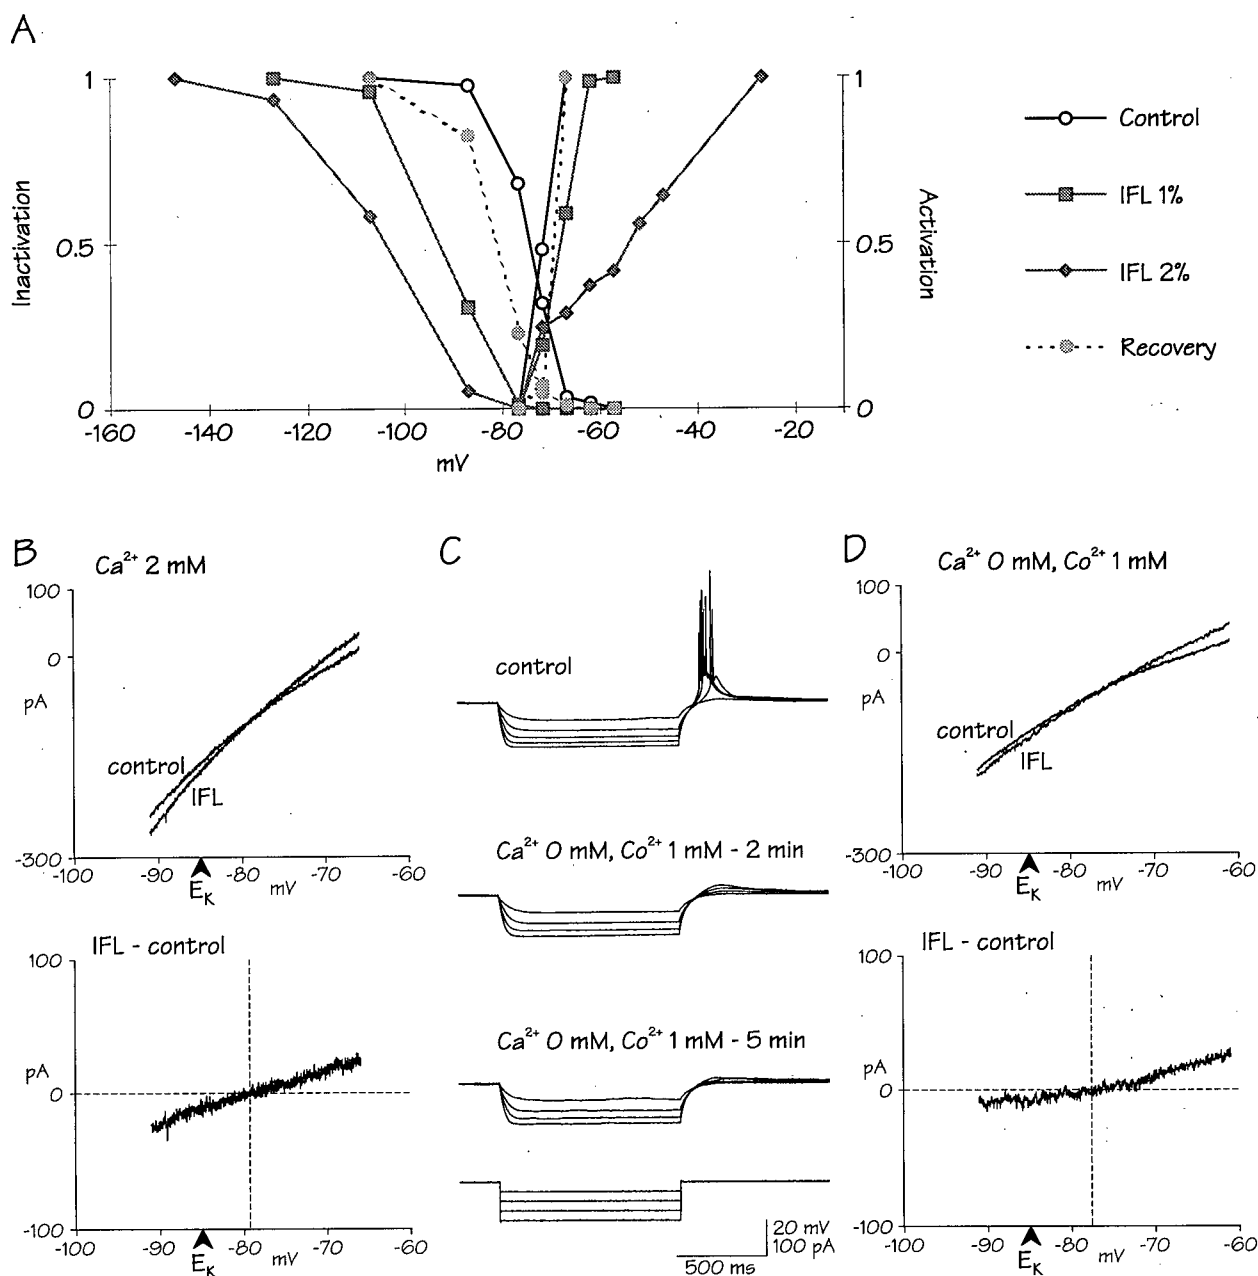 A
1
0.5
0
Inactivation
-160
-140
-120
-100
-80
-60
-40
-20
mV
1
0.5
0
Activation
Control
IFL 1%
IFL 2%
Recovery
B
Ca²⁺ 2 mM
100
0
pA
-300
control
IFL
-100
-90
-80
-70
-60
E_K
mV
IFL - control
100
pA
0
-100
-100
-90
-80
-70
-60
E_K
mV
C
control
Ca²⁺ 0 mM, Co²⁺ 1 mM - 2 min
Ca²⁺ 0 mM, Co²⁺ 1 mM - 5 min
20 mV
100 pA
500 ms
D
Ca²⁺ 0 mM, Co²⁺ 1 mM
100
0
pA
-300
control
IFL
-100
-90
-80
-70
-60
E_K
mV
IFL - control
100
pA
0
-100
-100
-90
-80
-70
-60
E_K
mV